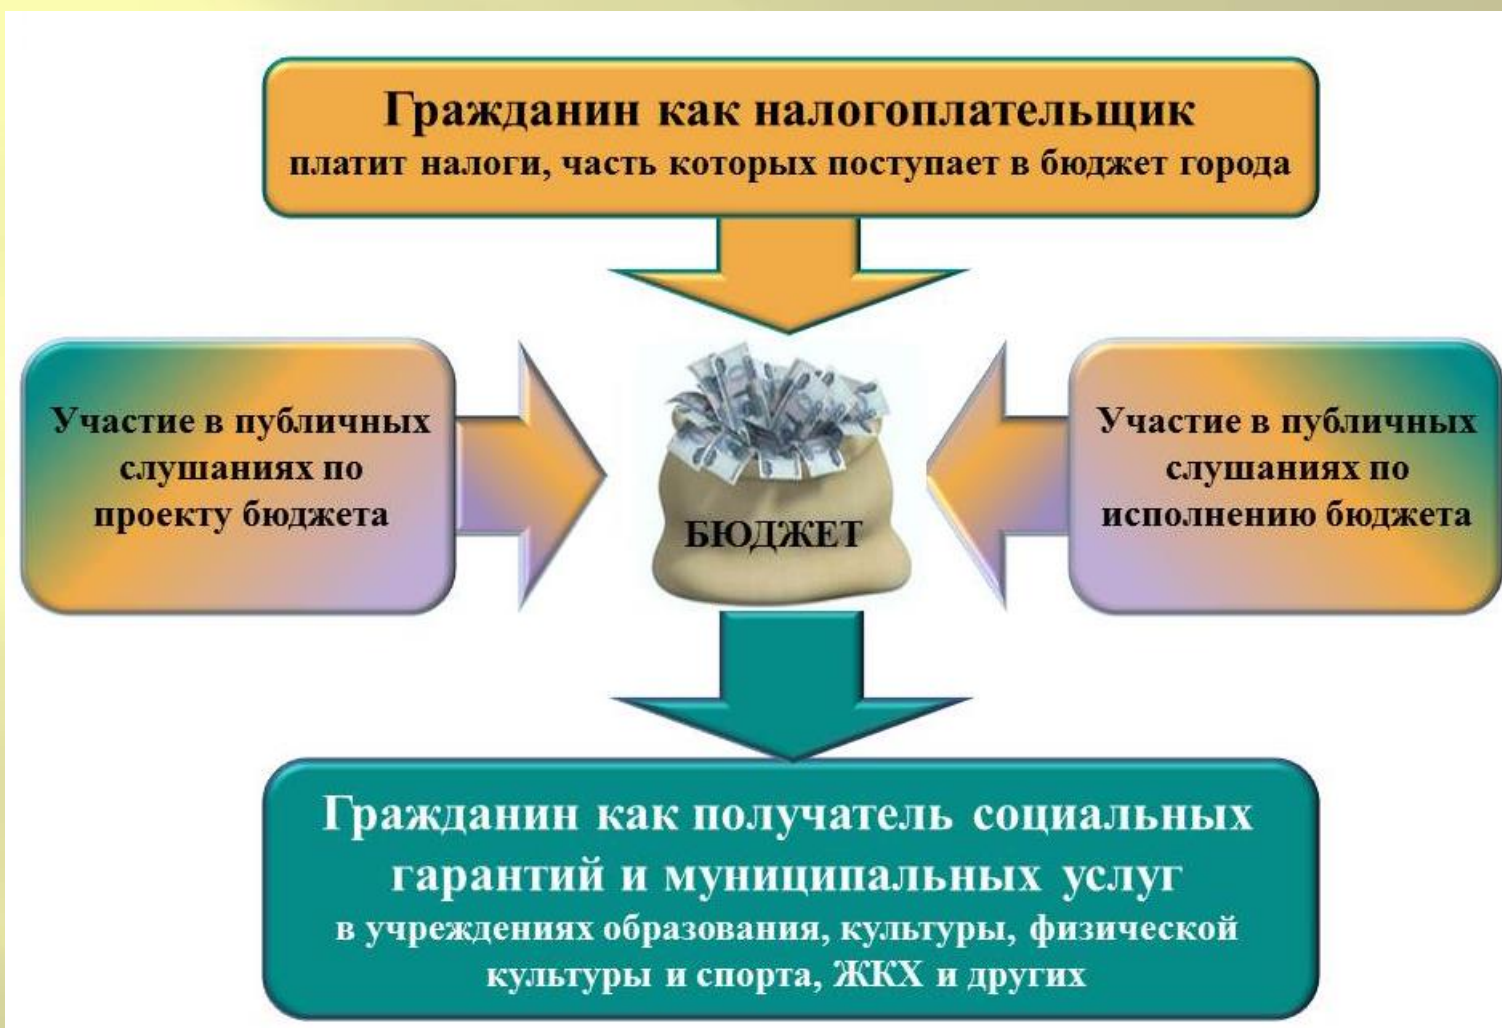 Гражданин как налогоплательщик
платит налоги, часть которых поступает в бюджет города
Участие в публичных
слушаниях по
проекту бюджета
БЮДЖЕТ
Участие в публичных
слушаниях по
исполнению бюджета
Гражданин как получатель социальных
гарантий и муниципальных услуг
в учреждениях образования, культуры, физической
культуры и спорта, ЖКХ и других